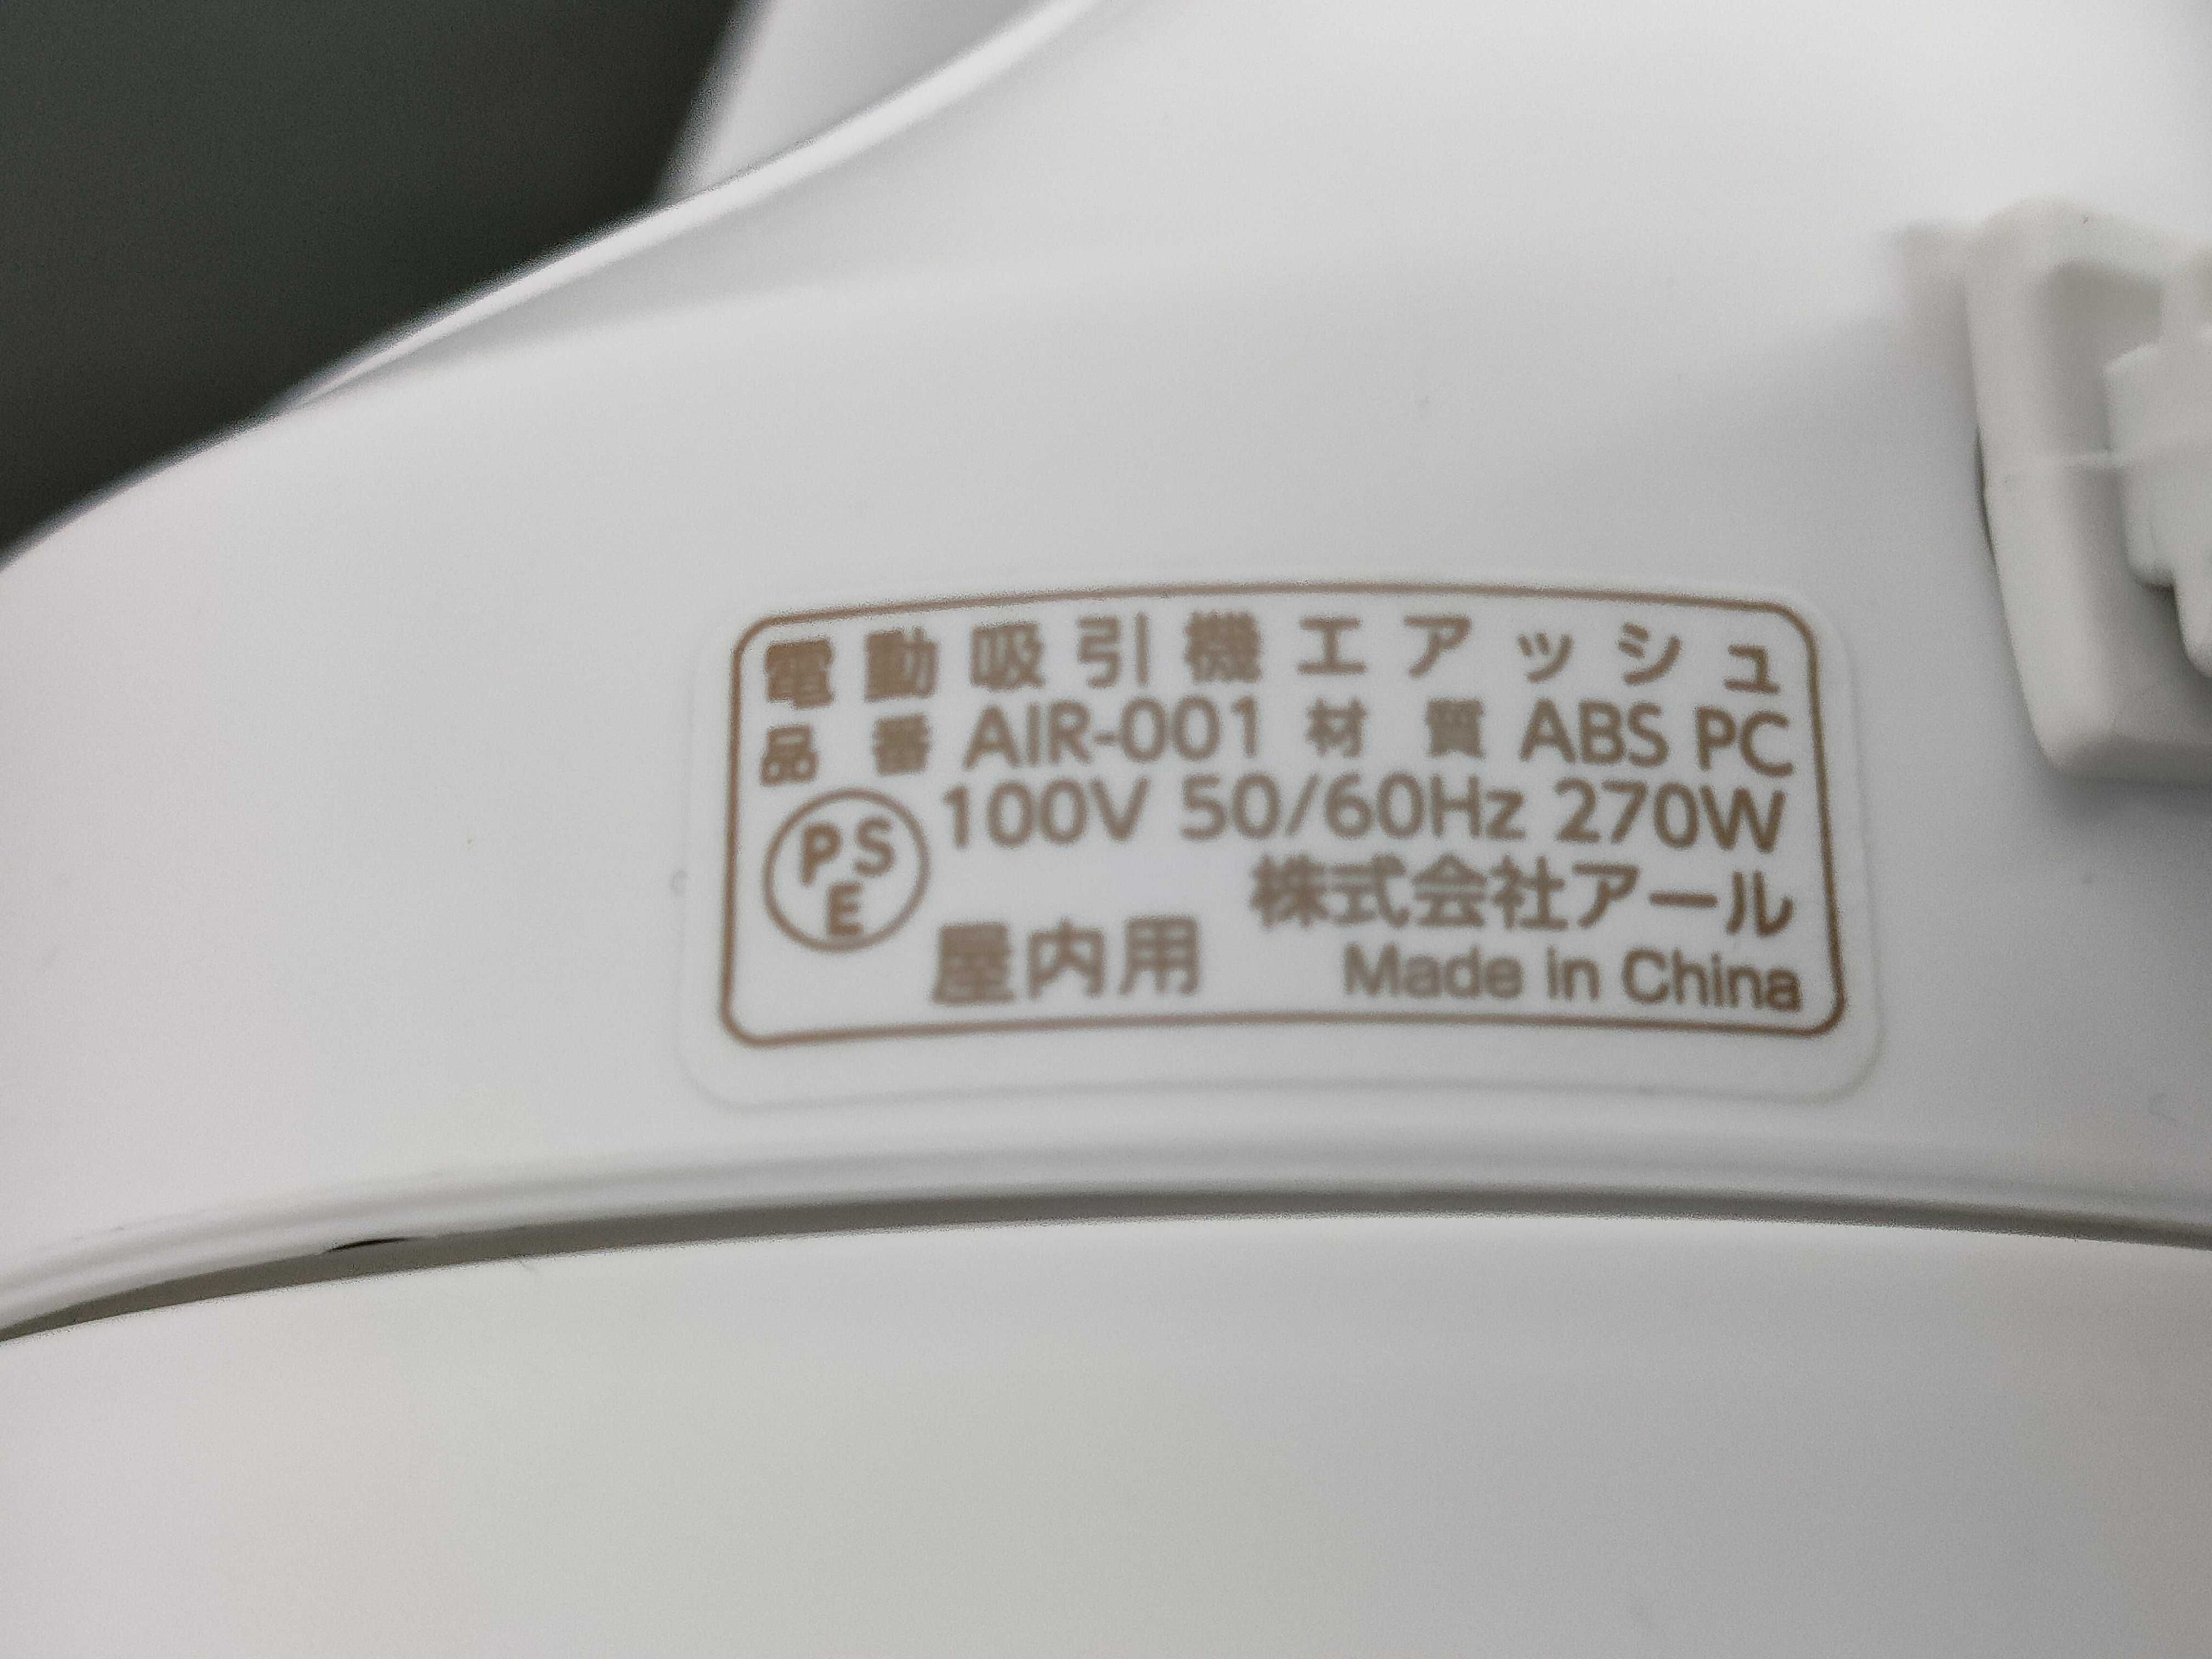 電動吸引機エアッシュ
品番 AIR-001 材質 ABS PC
PSE 100V 50/60Hz 270W
株式会社アール
屋内用 Made in China